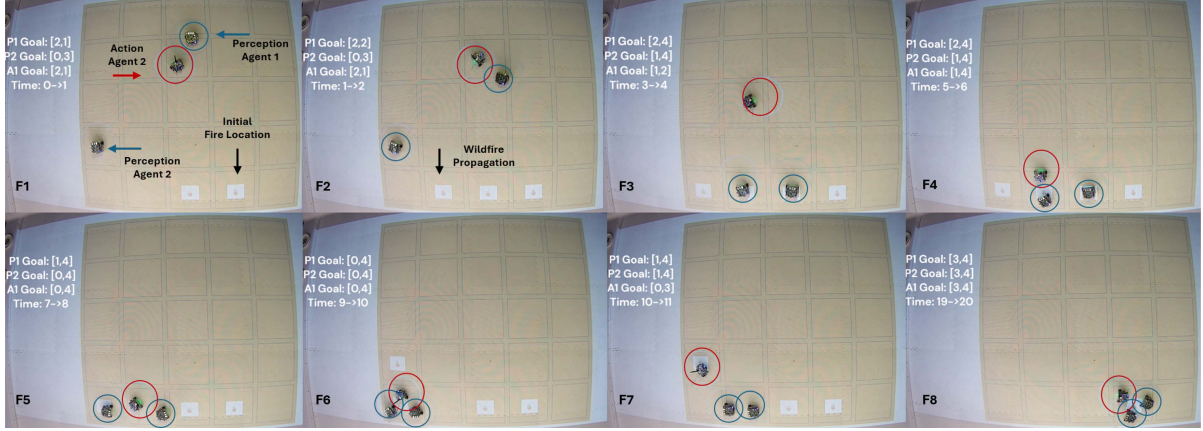 P1 Goal: [2,1]
P2 Goal: [0,3]
A1 Goal: [2,1]
Time: 0->1
Action
Agent 2
Perception
Agent 1
Initial
Fire Location
Perception
Agent 2
F1
P1 Goal: [2,2]
P2 Goal: [0,3]
A1 Goal: [2,1]
Time: 1->2
Wildfire
Propagation
F2
P1 Goal: [2,4]
P2 Goal: [1,4]
A1 Goal: [1,2]
Time: 3->4
F3
P1 Goal: [2,4]
P2 Goal: [1,4]
A1 Goal: [1,4]
Time: 5->6
F4
P1 Goal: [1,4]
P2 Goal: [0,4]
A1 Goal: [0,4]
Time: 7->8
F5
P1 Goal: [0,4]
P2 Goal: [0,4]
A1 Goal: [0,4]
Time: 9->10
F6
P1 Goal: [1,4]
P2 Goal: [1,4]
A1 Goal: [0,3]
Time: 10->11
F7
P1 Goal: [3,4]
P2 Goal: [3,4]
A1 Goal: [3,4]
Time: 19->20
F8